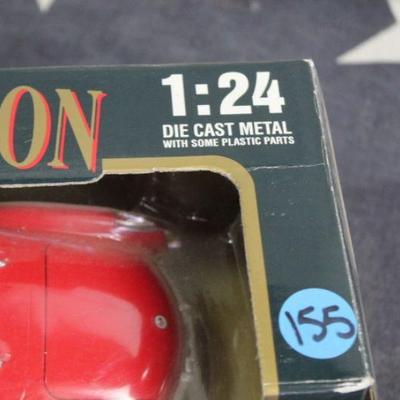 ON
1:24
DIE CAST METAL
WITH SOME PLASTIC PARTS
155